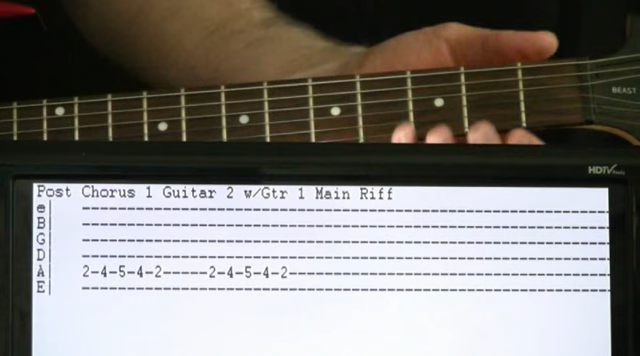 BEAST
HDTV Ready
Post Chorus 1 Guitar 2 w/Gtr 1 Main Riff
e| ---------------------------------------------------------
B| ---------------------------------------------------------
G| ---------------------------------------------------------
D| ---------------------------------------------------------
A| 2-4-5-4-2------2-4-5-4-2---------------------------------
E| ---------------------------------------------------------